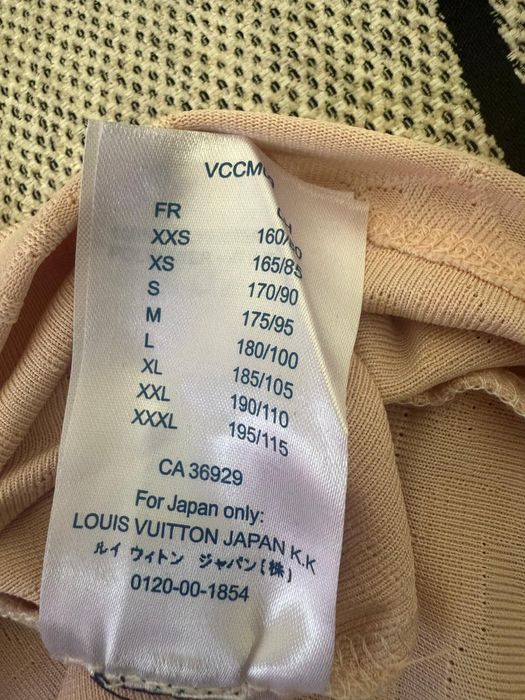 FR
XXS
XS 165/85
S 170/90
M 175/95
L 180/100
XL 185/105
XXL 190/110
XXXL 195/115
CA 36929
For Japan only:
LOUIS VUITTON JAPAN K.K
ルイ ウィトン ジャパン(株)
0120-00-1854